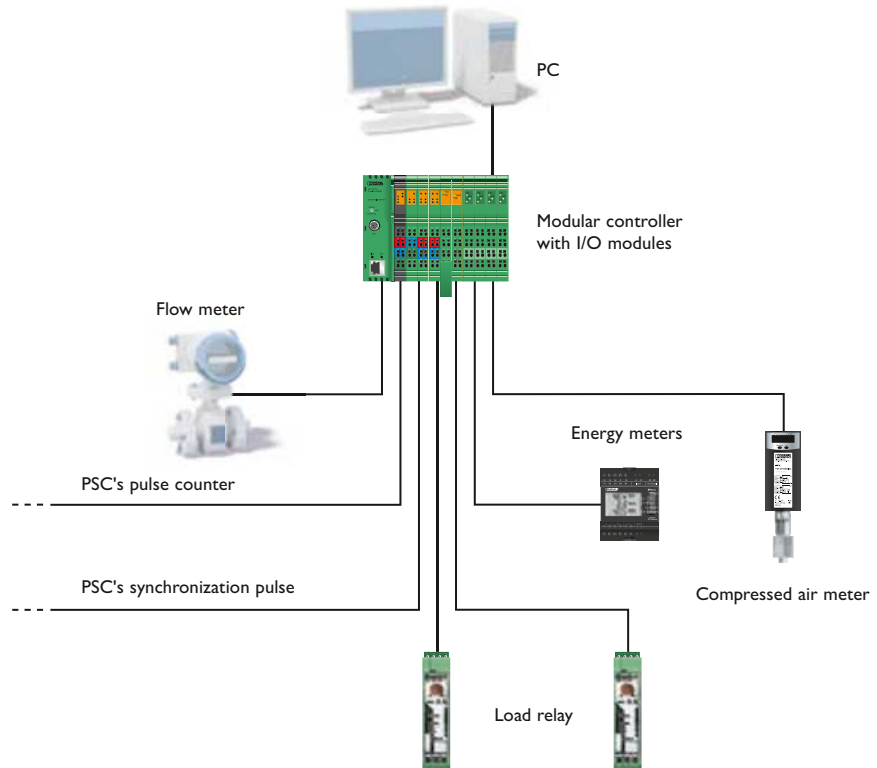 PC
Modular controller
with I/O modules
Flow meter
Energy meters
PSC's pulse counter
PSC's synchronization pulse
Compressed air meter
Load relay